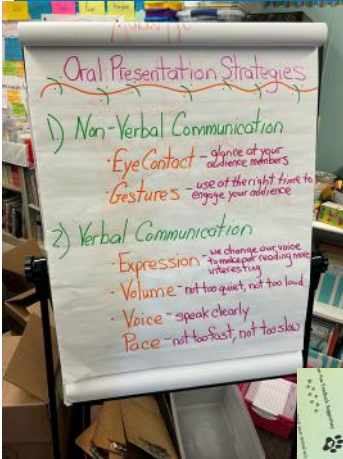 Oral Presentation Strategies
1) Non-Verbal Communication
· Eye Contact - glance at your
audience members
Gestures - use at the right time to
engage your audience
2) Verbal Communication
· Expression - we change our voice
to make our reading more
interesting
· Volume - not too quiet, not too loud
· Voice - speak clearly
Pace - not too fast, not too slow